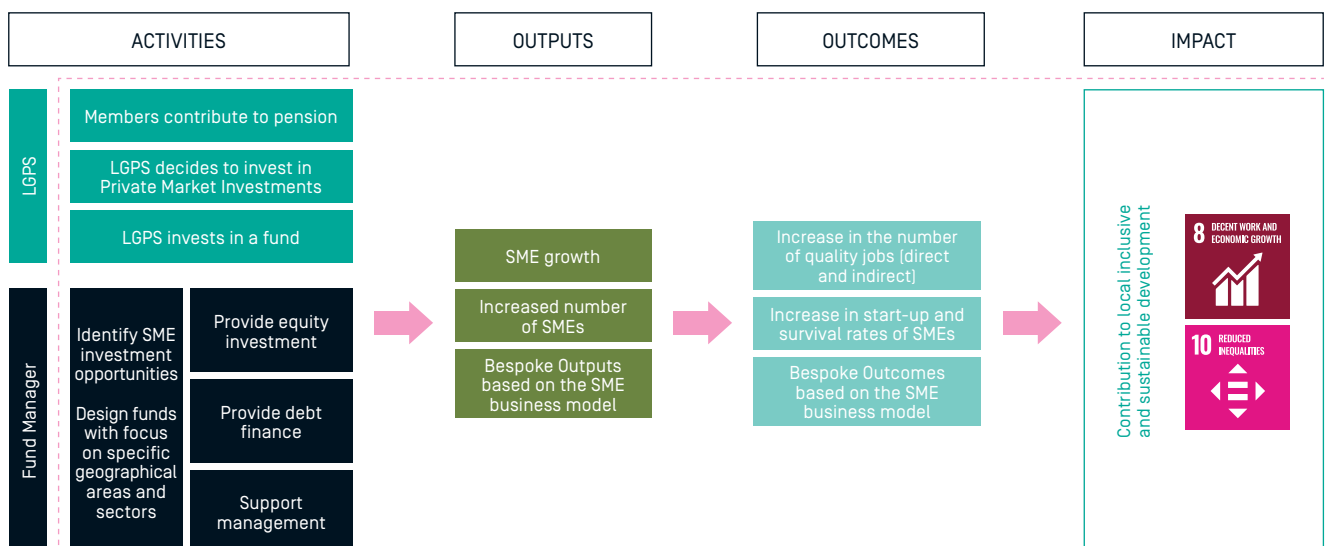 ACTIVITIES
OUTPUTS
OUTCOMES
IMPACT
LGPS
Members contribute to pension
LGPS decides to invest in
Private Market Investments
LGPS invests in a fund
Fund Manager
Identify SME
investment
opportunities
Design funds
with focus
on specific
geographical
areas and
sectors
Provide equity
investment
Provide debt
finance
Support
management
SME growth
Increased number
of SMEs
Bespoke Outputs
based on the SME
business model
Increase in the number
of quality jobs (direct
and indirect)
Increase in start-up and
survival rates of SMEs
Bespoke Outcomes
based on the SME
business model
Contribution to local inclusive
and sustainable development
8 DECENT WORK AND
ECONOMIC GROWTH
10 REDUCED
INEQUALITIES